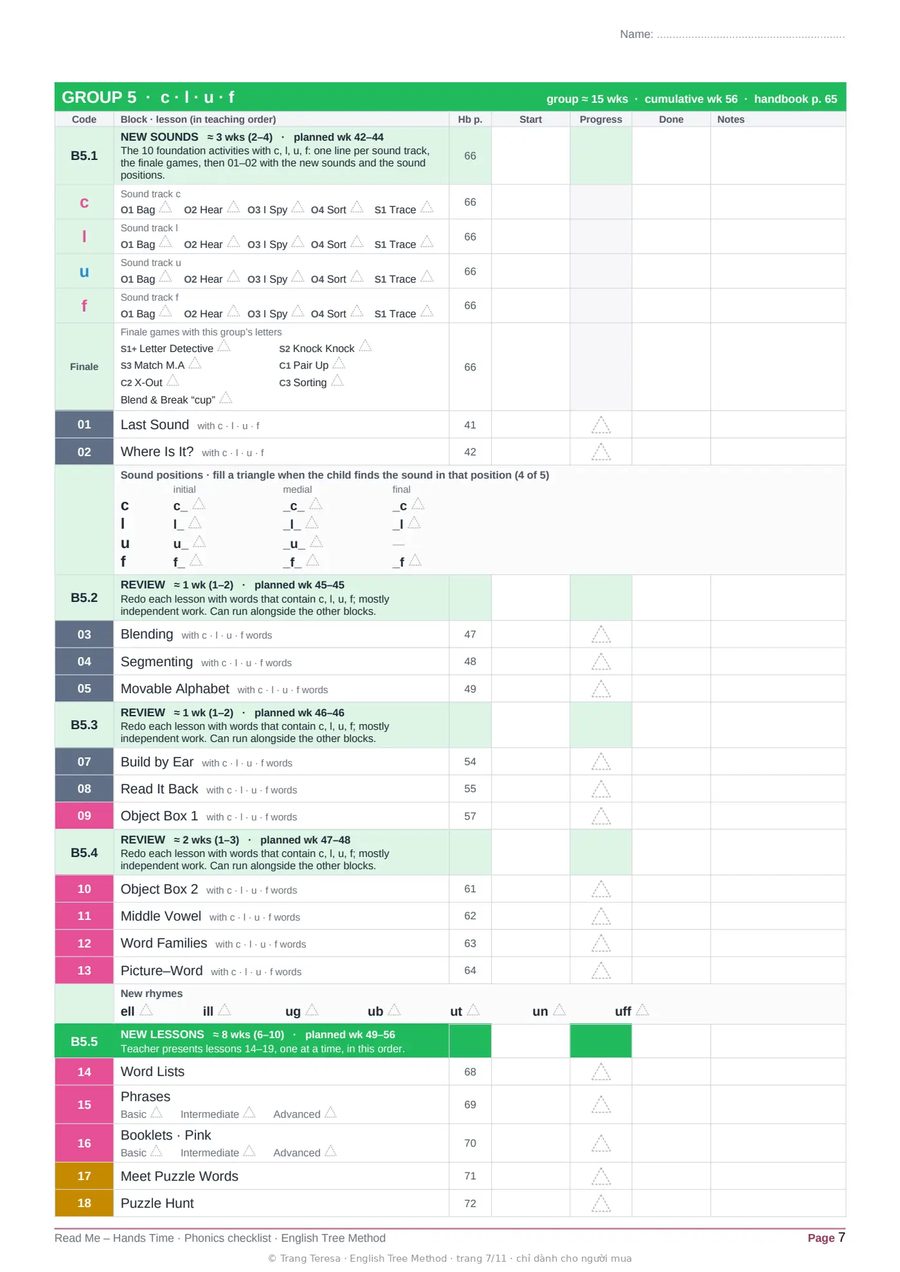 Name: ............................................................
GROUP 5 · c · l · u · f group ≈ 15 wks · cumulative wk 56 · handbook p. 65
Code Block · lesson (in teaching order) Hb p. Start Progress Done Notes
B5.1 NEW SOUNDS ≈ 3 wks (2–4) · planned wk 42–44
The 10 foundation activities with c, l, u, f: one line per sound track, 66
the finale games, then 01–02 with the new sounds and the sound
positions.
c Sound track c 66
O1 Bag O2 Hear O3 I Spy O4 Sort S1 Trace
l Sound track l 66
O1 Bag O2 Hear O3 I Spy O4 Sort S1 Trace
u Sound track u 66
O1 Bag O2 Hear O3 I Spy O4 Sort S1 Trace
f Sound track f 66
O1 Bag O2 Hear O3 I Spy O4 Sort S1 Trace
Finale games with this group's letters
S1+ Letter Detective S2 Knock Knock
Finale S3 Match M.A C1 Pair Up 66
C2 X-Out C3 Sorting
Blend & Break “cup”
01 Last Sound with c · l · u · f 41
02 Where Is It? with c · l · u · f 42
Sound positions · fill a triangle when the child finds the sound in that position (4 of 5)
initial medial final
c c_ _c_ _c
l l_ _l_ _l
u u_ _u_ —
f f_ _f_ _f
B5.2 REVIEW ≈ 1 wk (1–2) · planned wk 45–45
Redo each lesson with words that contain c, l, u, f; mostly
independent work. Can run alongside the other blocks.
03 Blending with c · l · u · f words 47
04 Segmenting with c · l · u · f words 48
05 Movable Alphabet with c · l · u · f words 49
B5.3 REVIEW ≈ 1 wk (1–2) · planned wk 46–46
Redo each lesson with words that contain c, l, u, f; mostly
independent work. Can run alongside the other blocks.
07 Build by Ear with c · l · u · f words 54
08 Read It Back with c · l · u · f words 55
09 Object Box 1 with c · l · u · f words 57
B5.4 REVIEW ≈ 2 wks (1–3) · planned wk 47–48
Redo each lesson with words that contain c, l, u, f; mostly
independent work. Can run alongside the other blocks.
10 Object Box 2 with c · l · u · f words 61
11 Middle Vowel with c · l · u · f words 62
12 Word Families with c · l · u · f words 63
13 Picture–Word with c · l · u · f words 64
New rhymes
ell ill ug ub ut un uff
B5.5 NEW LESSONS ≈ 8 wks (6–10) · planned wk 49–56
Teacher presents lessons 14–19, one at a time, in this order.
14 Word Lists 68
15 Phrases 69
Basic Intermediate Advanced
16 Booklets · Pink 70
Basic Intermediate Advanced
17 Meet Puzzle Words 71
18 Puzzle Hunt 72
Read Me – Hands Time · Phonics checklist · English Tree Method Page 7
© Trang Teresa · English Tree Method · trang 7/11 · chỉ dành cho người mua